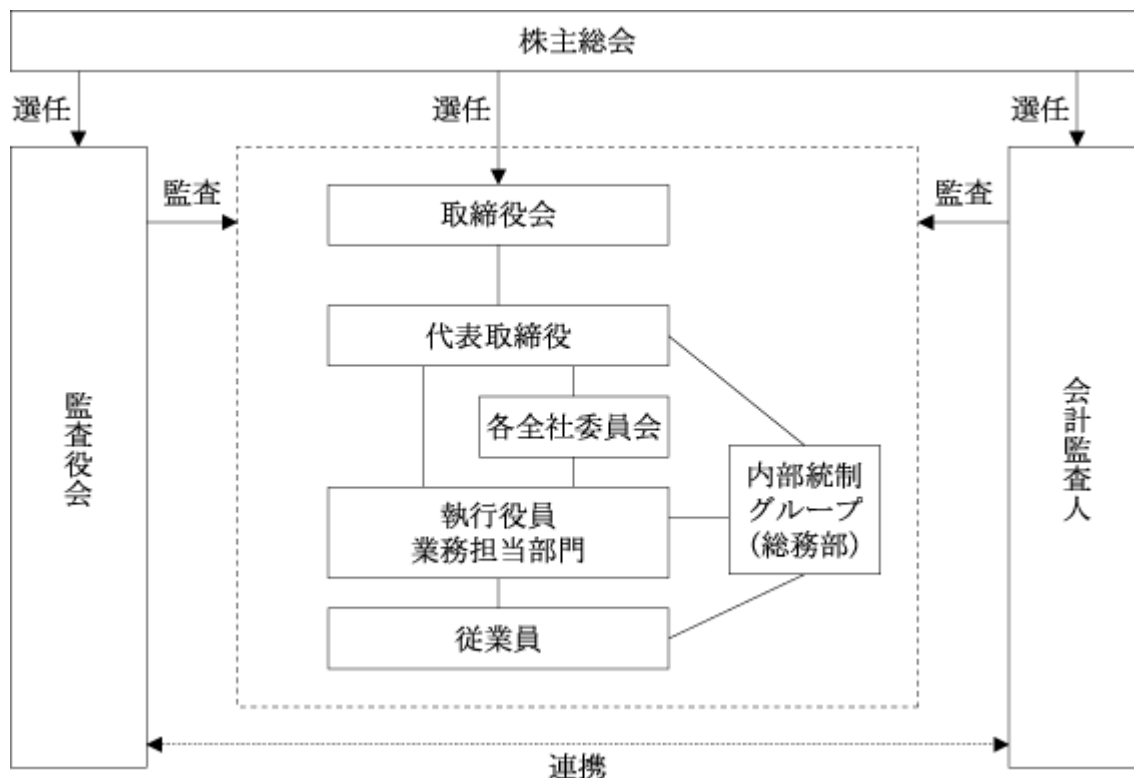 株主総会
選任
選任
選任
監査
監査
取締役会
代表取締役
各全社委員会
監査役会
会計監査人
内部統制
グループ
（総務部）
執行役員
業務担当部門
従業員
連携